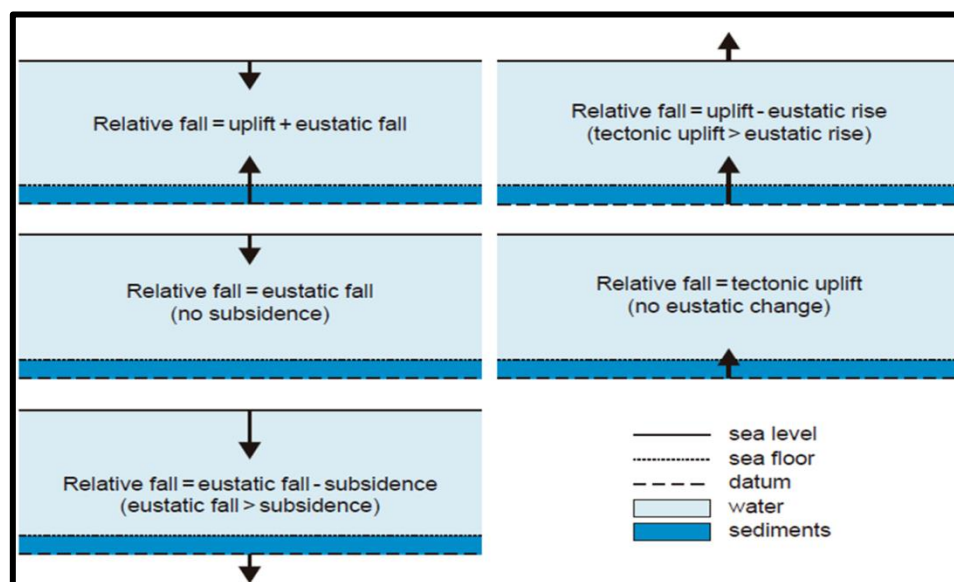 Relative fall = uplift + eustatic fall
Relative fall = uplift - eustatic rise
(tectonic uplift > eustatic rise)
Relative fall = eustatic fall
(no subsidence)
Relative fall = tectonic uplift
(no eustatic change)
Relative fall = eustatic fall - subsidence
(eustatic fall > subsidence)
sea level
sea floor
datum
water
sediments